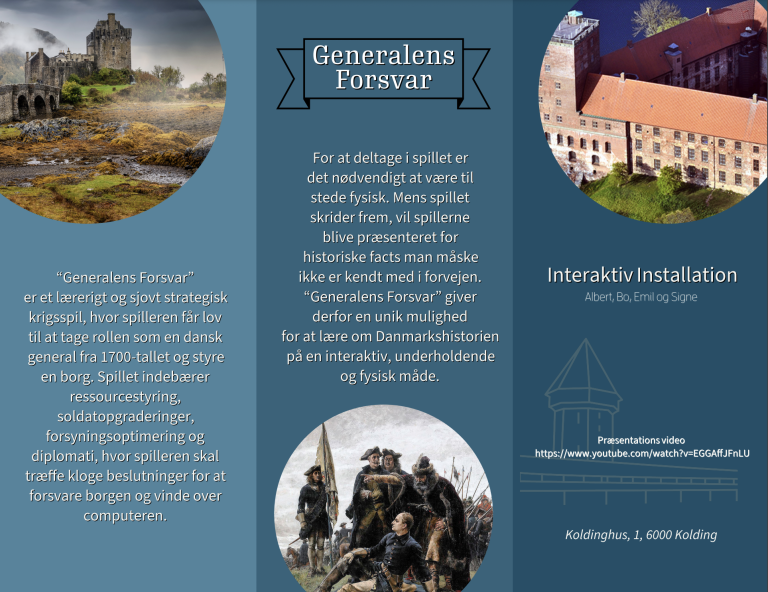 “Generalens Forsvar”
er et lærerigt og sjovt strategisk
krigsspil, hvor spilleren får lov
til at tage rollen som en dansk
general fra 1700-tallet og styre
en borg. Spillet indebærer
ressourcestyring,
soldatopgraderinger,
forsyningsoptimering og
diplomati, hvor spilleren skal
træffe kloge beslutninger for at
forsvare borgen og vinde over
computeren.
Generalens
Forsvar
For at deltage i spillet er
det nødvendigt at være til
stede fysisk. Mens spillet
skrider frem, vil spillerne
blive præsenteret for
historiske facts man måske
ikke er kendt med i forvejen.
“Generalens Forsvar” giver
derfor en unik mulighed
for at lære om Danmarkshistorien
på en interaktiv, underholdende
og fysisk måde.
Interaktiv Installation
Albert, Bo, Emil og Signe
Præsentations video
https://www.youtube.com/watch?v=EGGAffJFnLU
Koldinghus, 1, 6000 Kolding